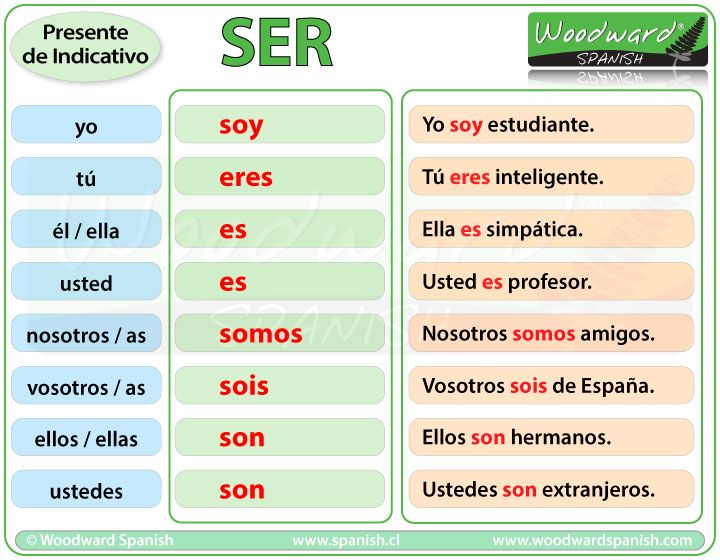 Presente
de Indicativo
SER
Woodward®
SPANISH
yo soy Yo soy estudiante.
tú eres Tú eres inteligente.
él / ella es Ella es simpática.
usted es Usted es profesor.
nosotros / as somos Nosotros somos amigos.
vosotros / as sois Vosotros sois de España.
ellos / ellas son Ellos son hermanos.
ustedes son Ustedes son extranjeros.
Woodward®
SPANISH
© Woodward Spanish www.spanish.cl www.woodwardspanish.com